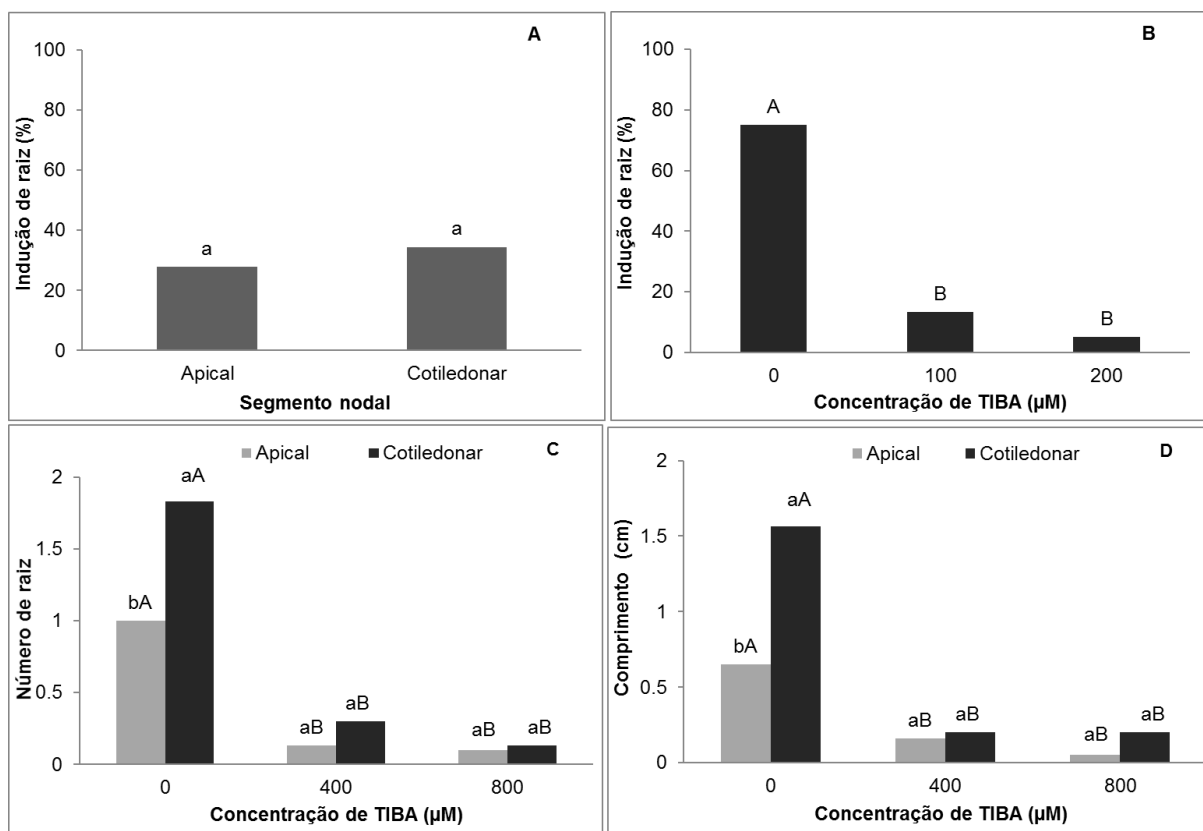 A
Indução de raiz (%)
100
80
60
40
20
0
a
a
Apical
Cotiledonar
Segmento nodal
B
Indução de raiz (%)
100
80
60
40
20
0
A
B
B
0
100
200
Concentração de TIBA (µM)
Apical
Cotiledonar
C
Número de raiz
2
1.5
1
0.5
0
bA
aA
aB
aB
aB
aB
0
400
800
Concentração de TIBA (µM)
Apical
Cotiledonar
D
Comprimento (cm)
2
1.5
1
0.5
0
bA
aA
aB
aB
aB
aB
0
400
800
Concentração de TIBA (µM)